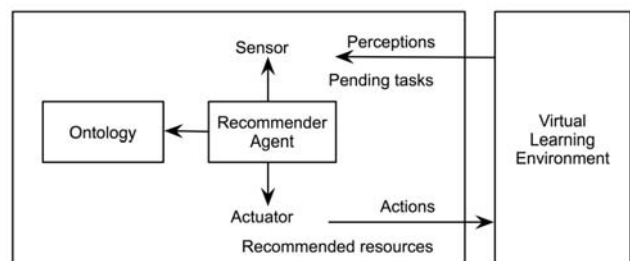 Sensor
Perceptions
Pending tasks
Ontology
Recommender
Agent
Virtual
Learning
Environment
Actuator
Actions
Recommended resources